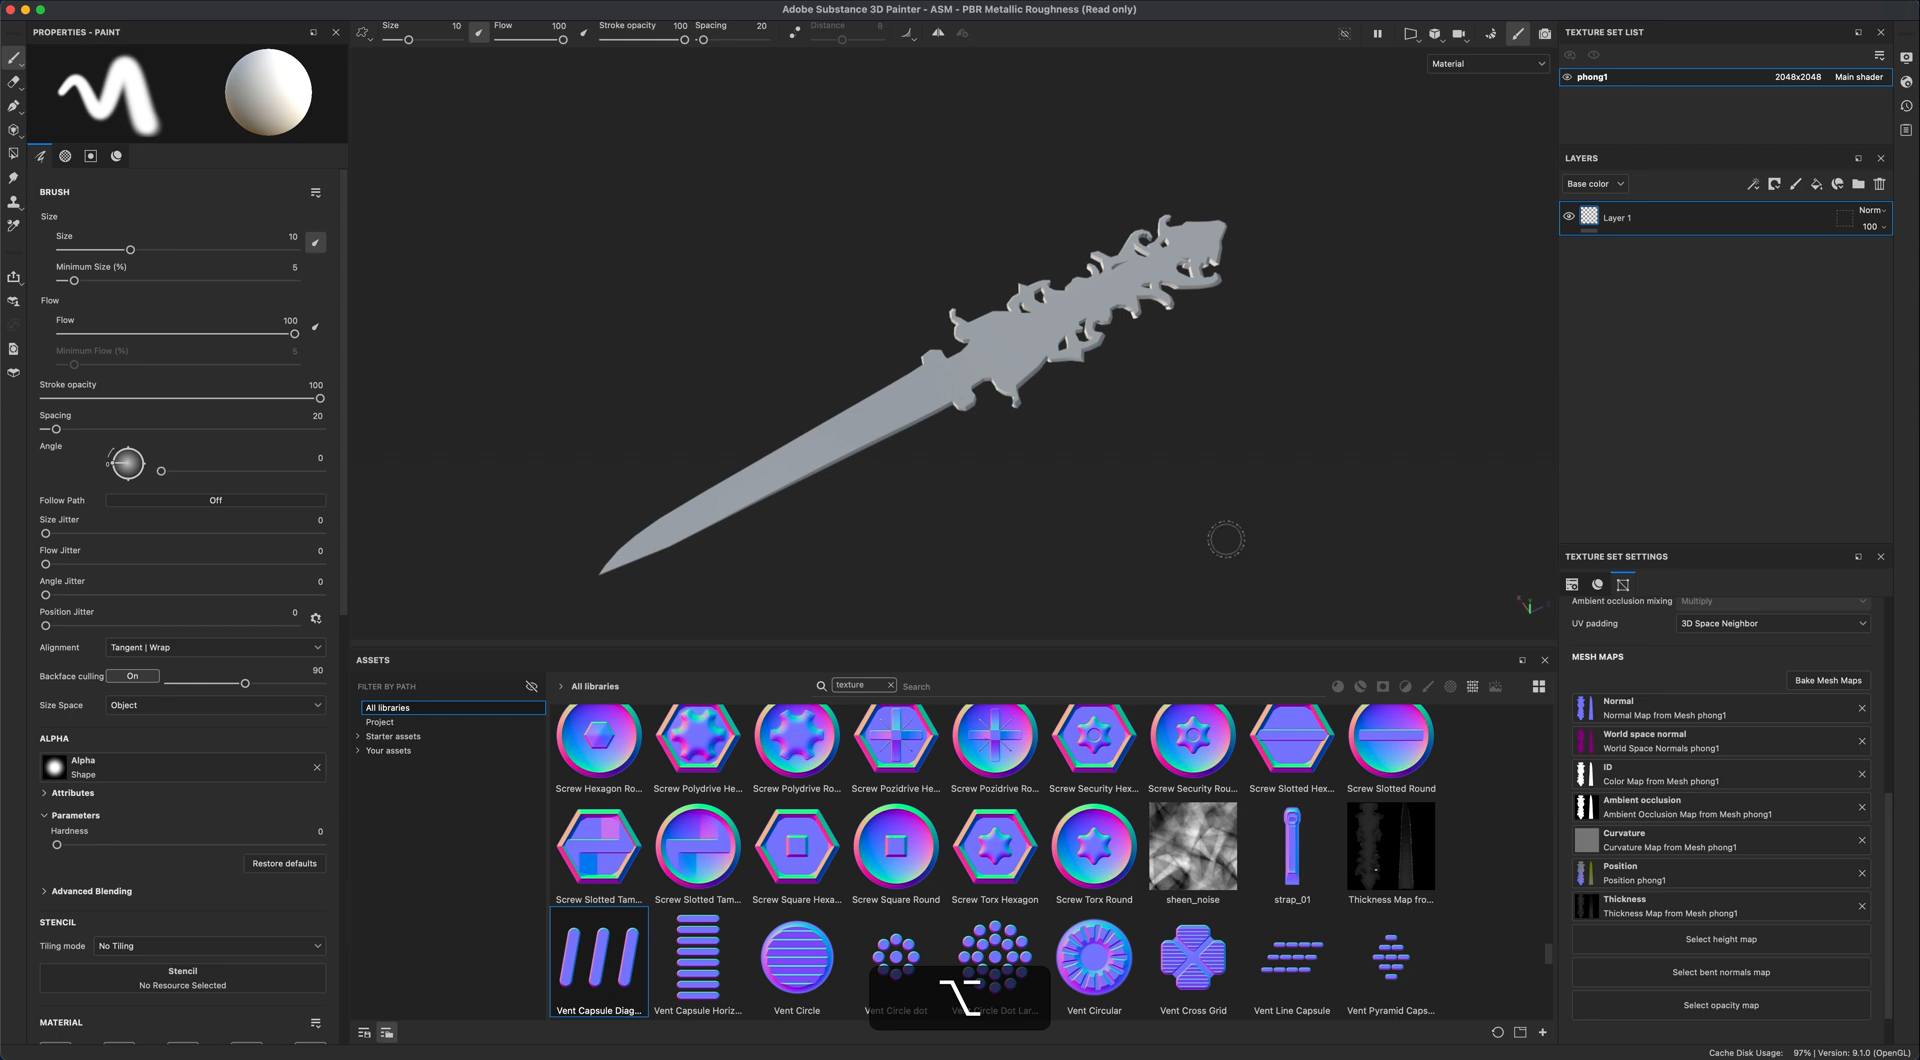 Adobe Substance 3D Painter - ASM - PBR Metallic Roughness (Read only)
PROPERTIES - PAINT
Size 10 Flow 100 Stroke opacity 100 Spacing 20 Distance 8
Material
BRUSH
Size
Size 10
Minimum Size (%) 5
Flow
Flow 100
Minimum Flow (%) 5
Stroke opacity 100
Spacing 20
Angle
0 0
Follow Path Off
Size Jitter 0
Flow Jitter 0
Angle Jitter 0
Position Jitter 0
Alignment Tangent | Wrap
Backface culling On 90
Size Space Object
ALPHA
Alpha
Shape
Attributes
Parameters
Hardness 0
Restore defaults
Advanced Blending
STENCIL
Tiling mode No Tiling
Stencil
No Resource Selected
MATERIAL
ASSETS
FILTER BY PATH
All libraries
Project
Starter assets
Your assets
All libraries
texture
Search
Screw Hexagon Ro... Screw Polydrive He... Screw Polydrive Ro... Screw Pozidrive He... Screw Pozidrive Ro... Screw Security Hex... Screw Security Rou... Screw Slotted Hex... Screw Slotted Round
Screw Slotted Tam... Screw Slotted Tam... Screw Square Hexa... Screw Square Round Screw Torx Hexagon Screw Torx Round sheen_noise strap_01 Thickness Map fro...
Vent Capsule Diag... Vent Capsule Horiz... Vent Circle Vent Circle dot Vent Circle Dot Lar... Vent Circular Vent Cross Grid Vent Line Capsule Vent Pyramid Caps...
TEXTURE SET LIST
phong1 2048x2048 Main shader
LAYERS
Base color
Layer 1 Norm
100
TEXTURE SET SETTINGS
Ambient occlusion mixing Multiply
UV padding 3D Space Neighbor
MESH MAPS
Bake Mesh Maps
Normal
Normal Map from Mesh phong1
World space normal
World Space Normals phong1
ID
Color Map from Mesh phong1
Ambient occlusion
Ambient Occlusion Map from Mesh phong1
Curvature
Curvature Map from Mesh phong1
Position
Position phong1
Thickness
Thickness Map from Mesh phong1
Select height map
Select bent normals map
Select opacity map
Cache Disk Usage: 97% | Version: 9.1.0 (OpenGL)